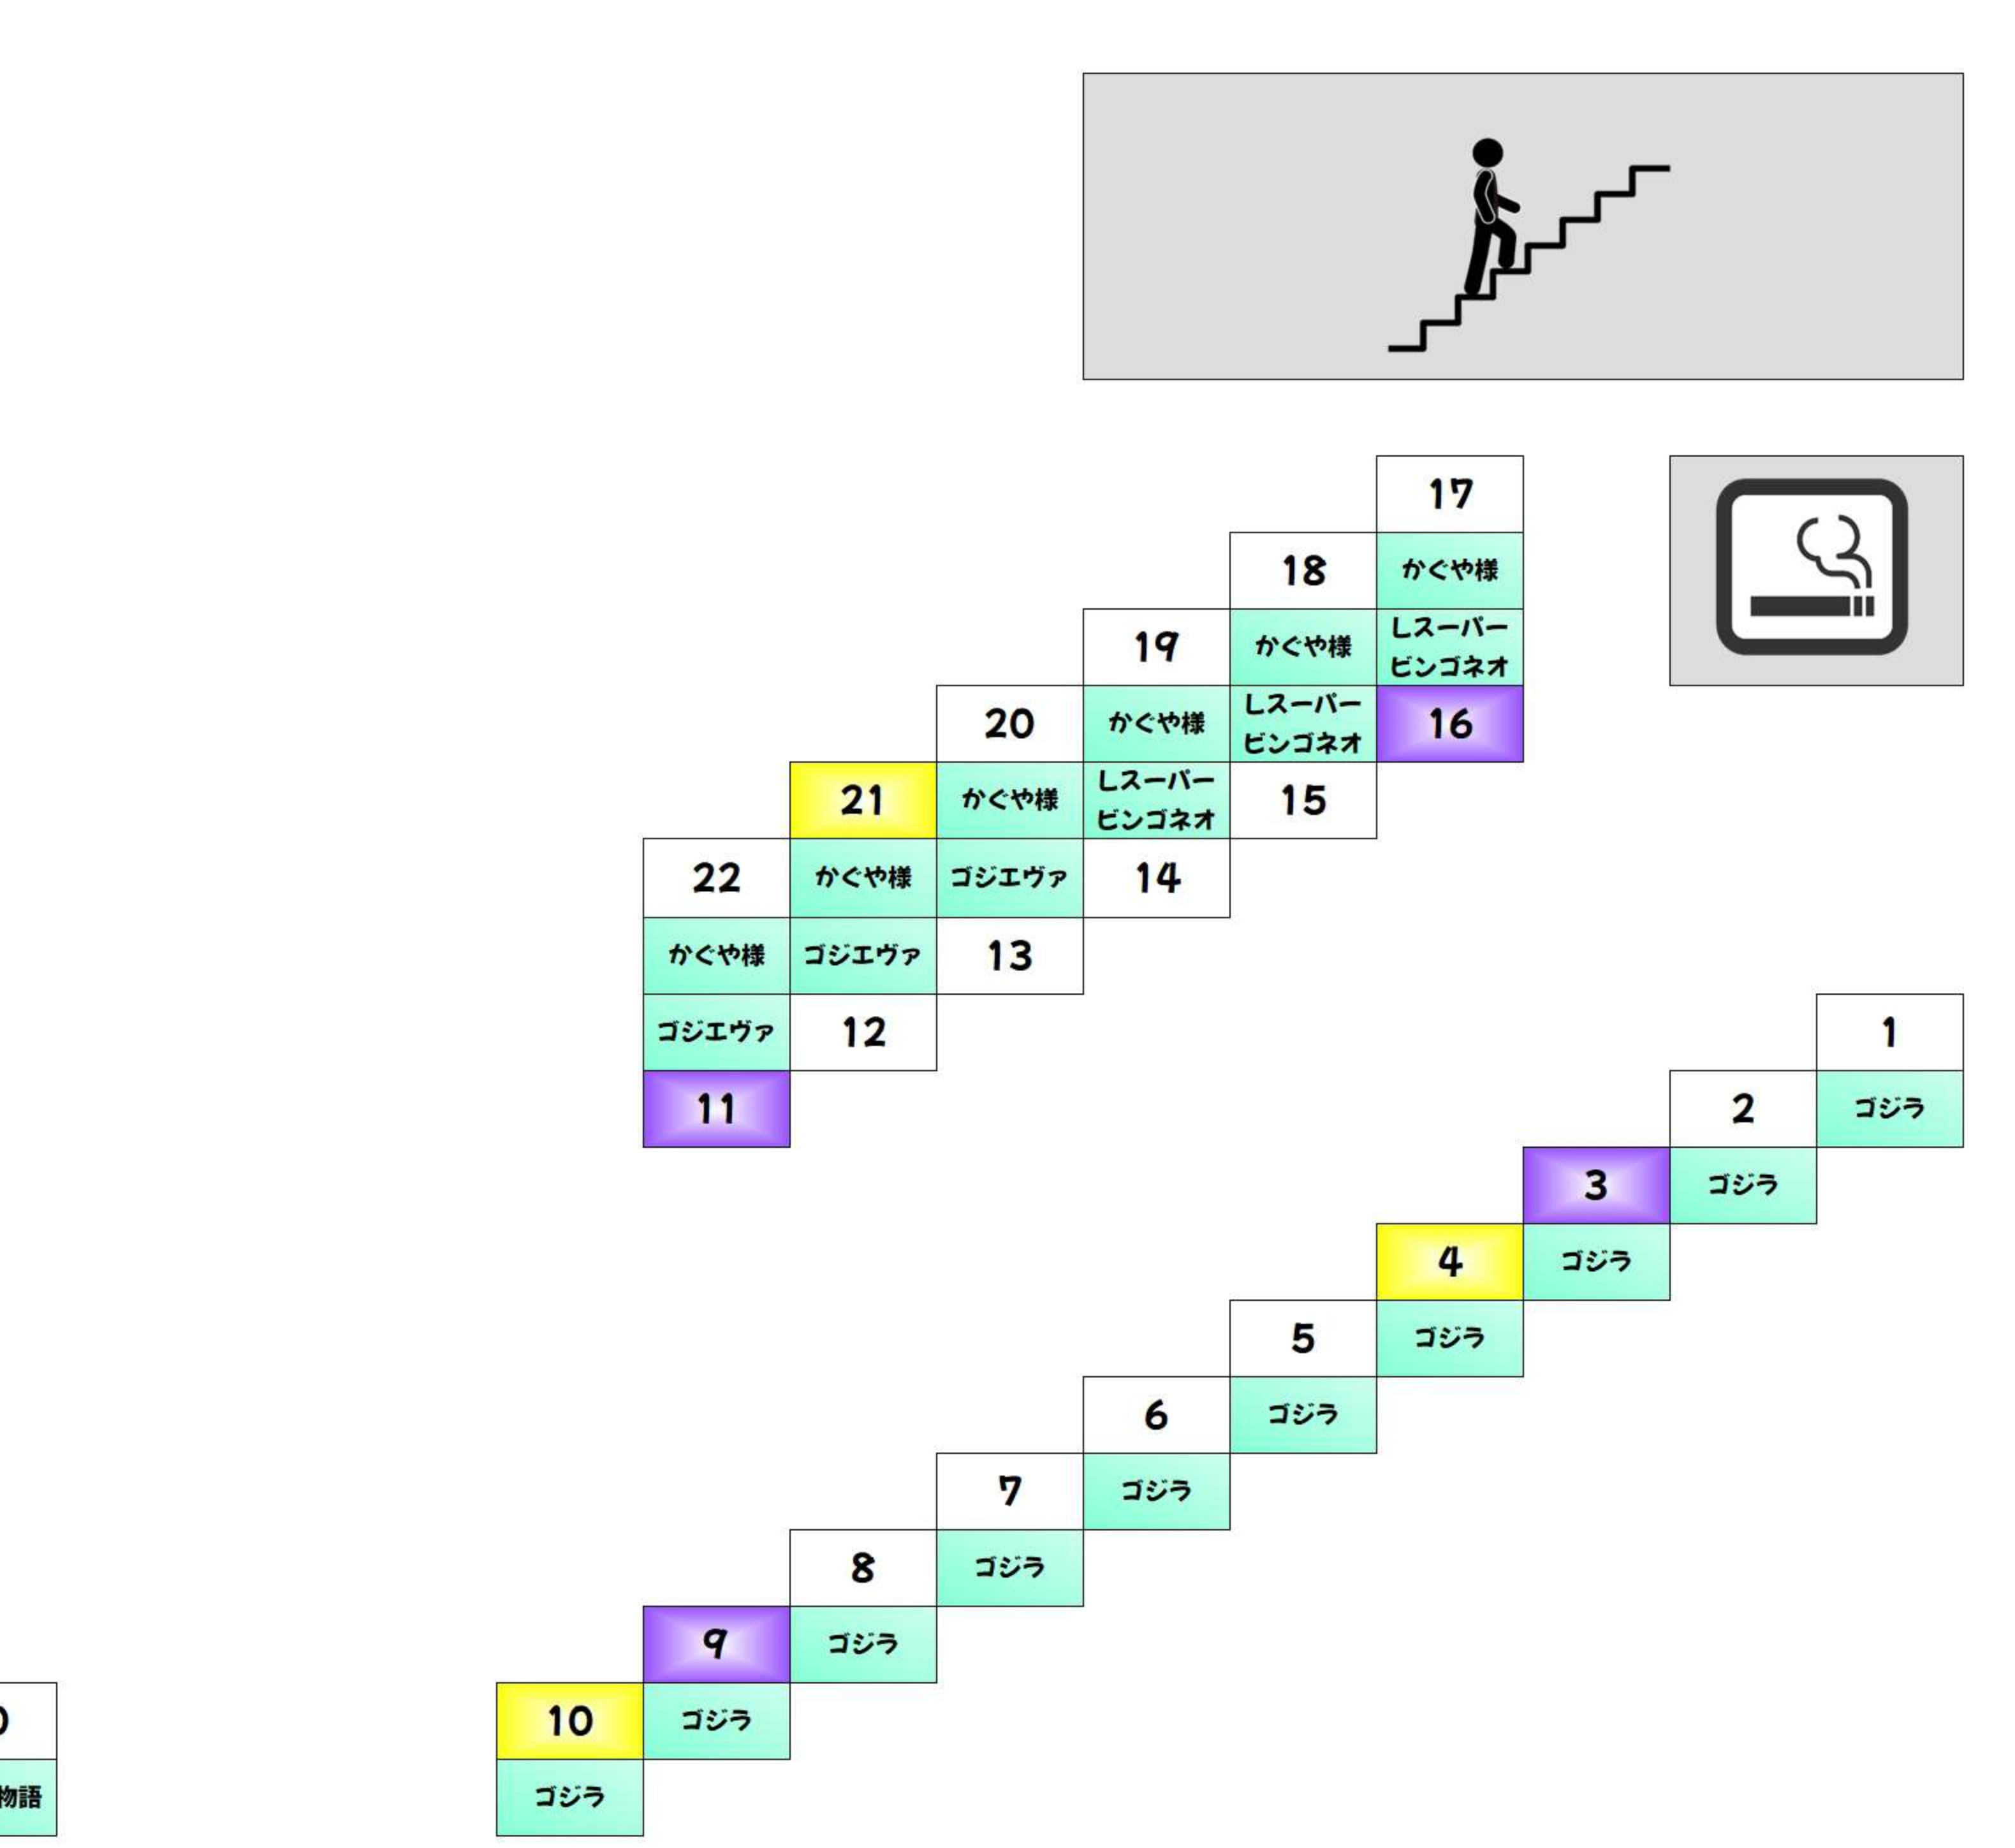 17
18
かぐや様
19
かぐや様
しスーパー
ビンゴネオ
20
かぐや様
しスーパー
ビンゴネオ
16
21
かぐや様
しスーパー
ビンゴネオ
15
22
かぐや様
ゴジエヴァ
14
かぐや様
ゴジエヴァ
13
ゴジエヴァ
12
1
11
2
ゴジラ
3
ゴジラ
4
ゴジラ
5
ゴジラ
6
ゴジラ
7
ゴジラ
8
ゴジラ
9
ゴジラ
10
ゴジラ
物語
ゴジラ